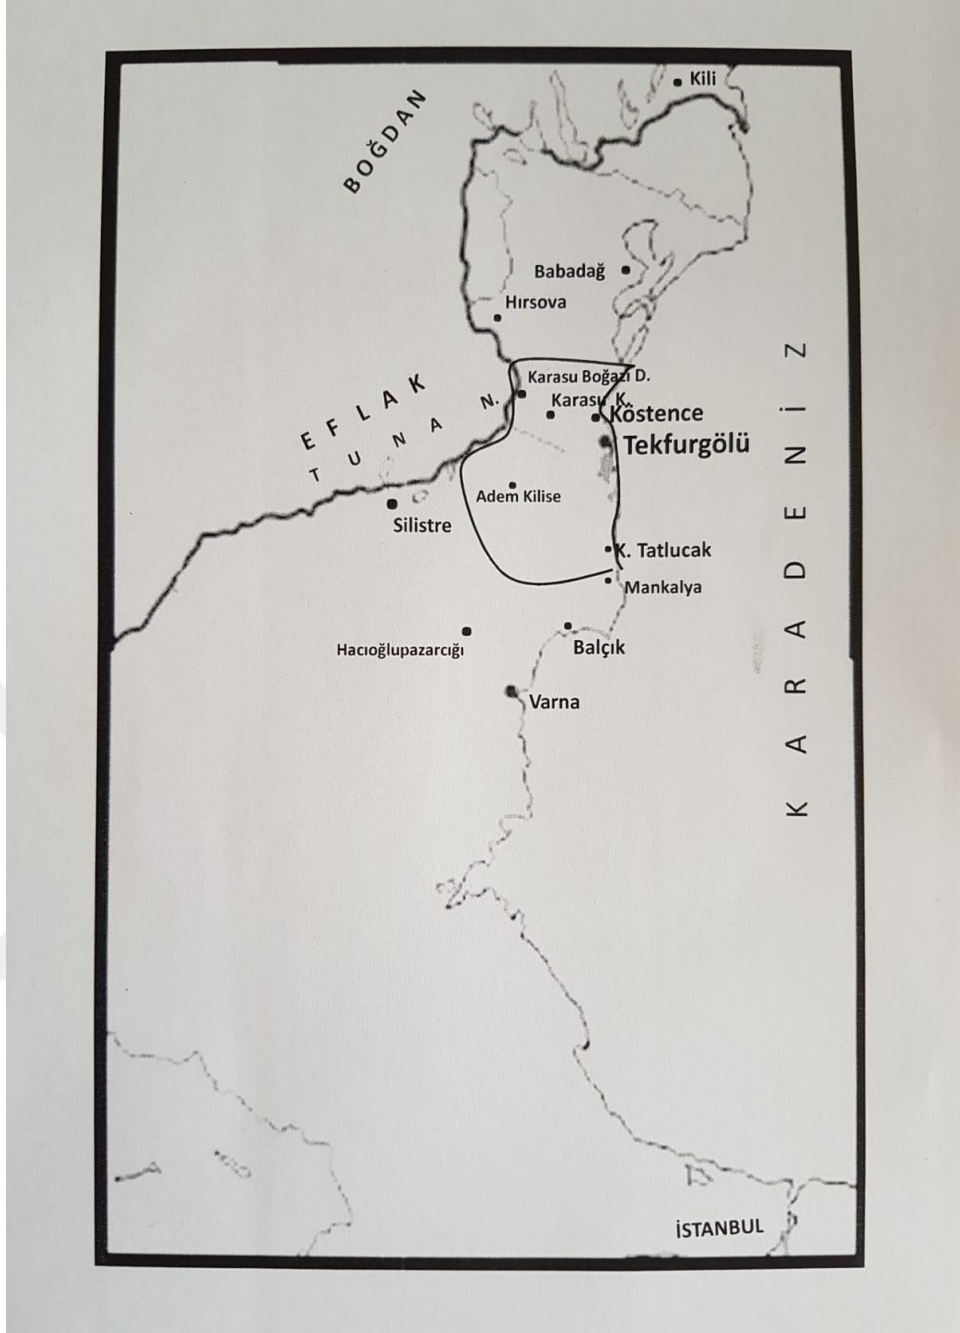 Kili
BOĞDAN
Babadağ
Hırsova
Karasu Boğazı D.
EFLAK
Karasu K.
TUNA N.
Köstence
Tekfurgölü
Adem Kilise
Silistre
K. Tatlucak
Mankalya
Hacıoğlupazarcığı
Balçık
Varna
KARADENİZ
İSTANBUL